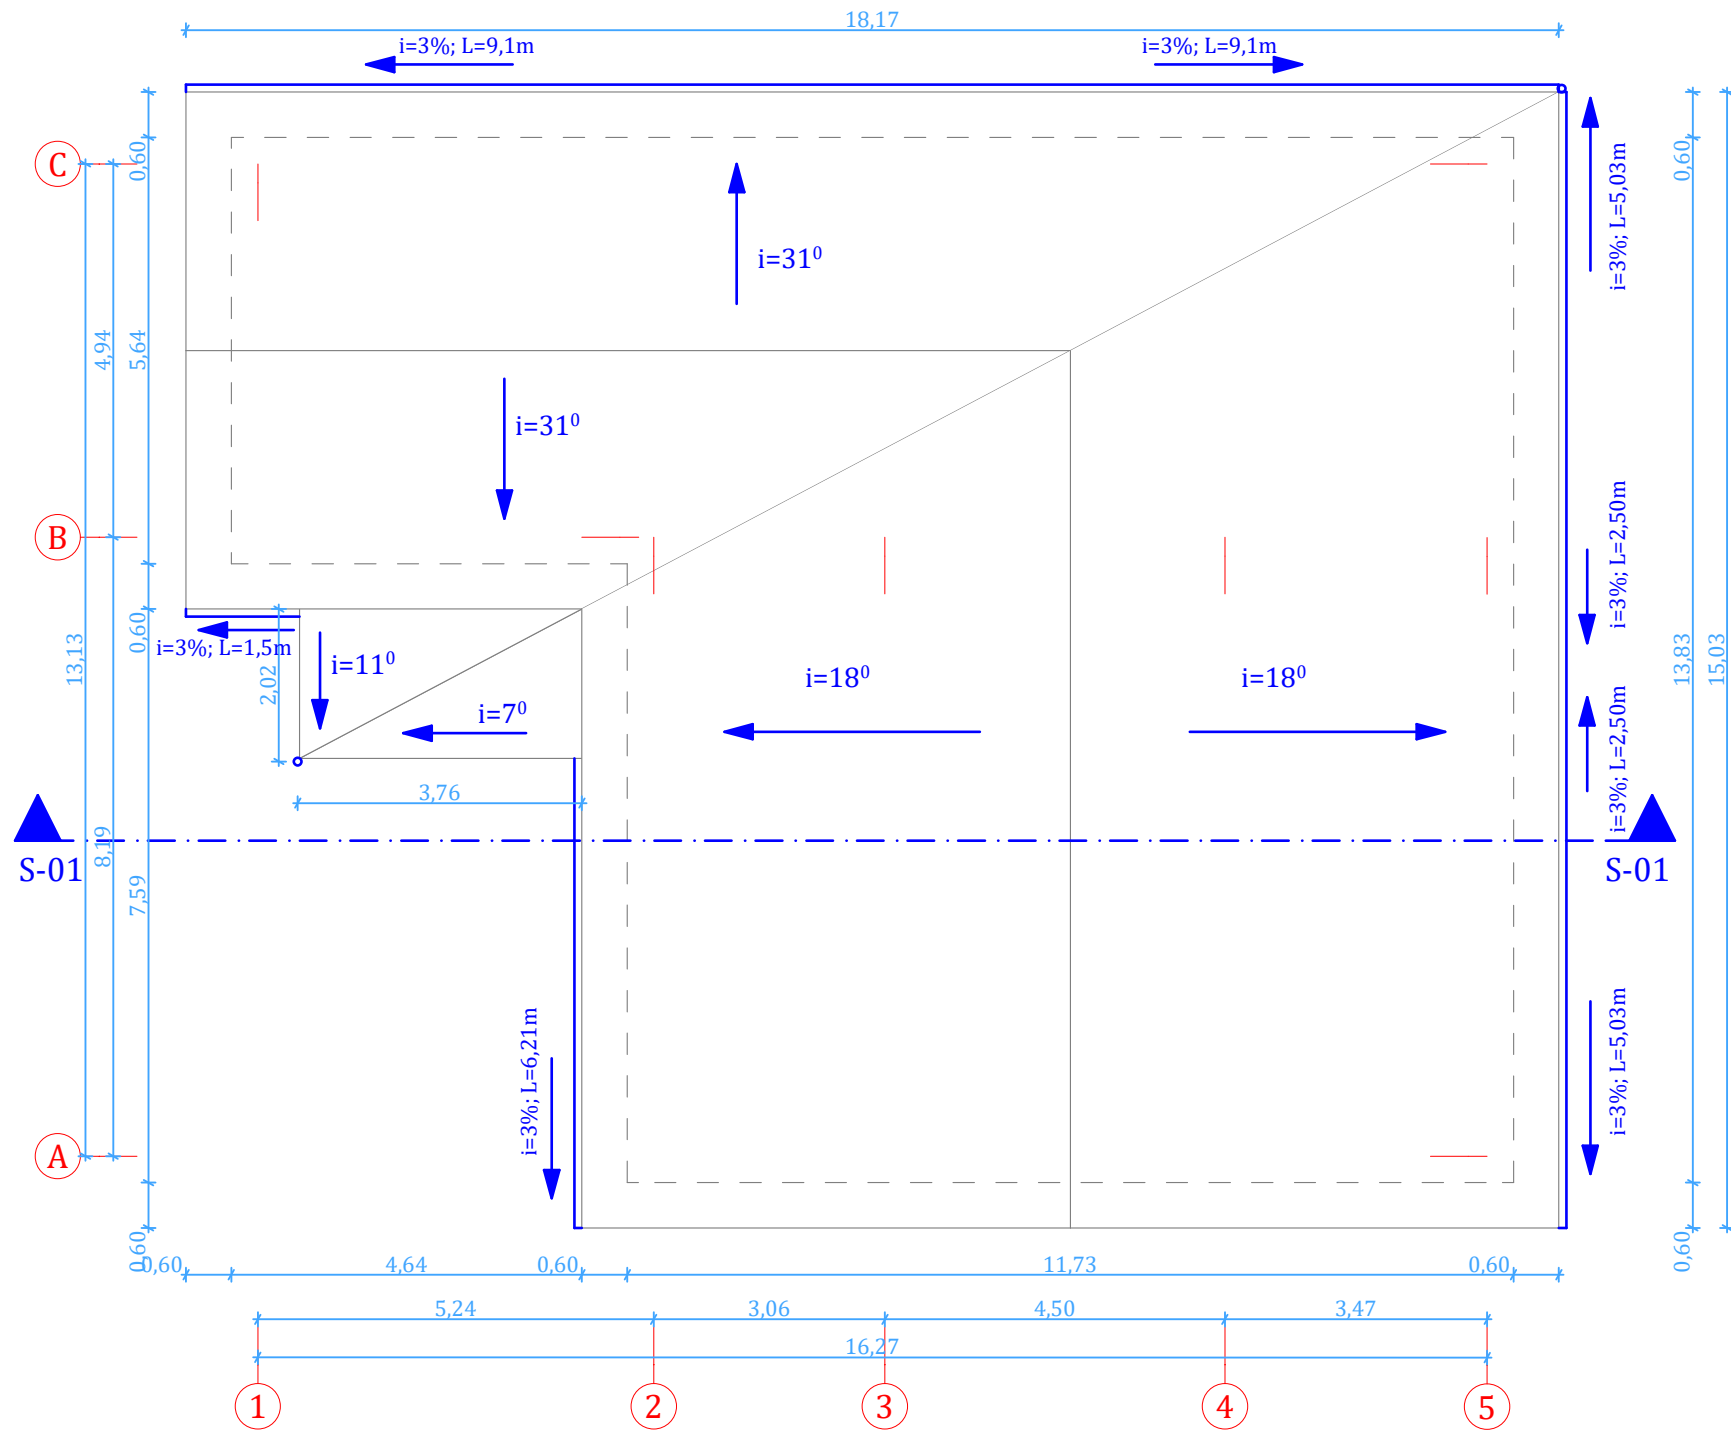 18,17
i=3%; L=9,1m
i=3%; L=9,1m
C
0,60
0,60
i=3%; L=5,03m
i=31⁰
4,94
5,64
i=31⁰
B
i=3%; L=2,50m
0,60
i=3%; L=1,5m
13,13
2,02
i=11⁰
i=18⁰
i=18⁰
13,83
15,03
i=7⁰
i=3%; L=2,50m
3,76
8,19
S-01
S-01
7,59
i=3%; L=6,21m
i=3%; L=5,03m
A
0,60
0,60
0,60
4,64
0,60
11,73
0,60
5,24
3,06
4,50
3,47
16,27
1
2
3
4
5